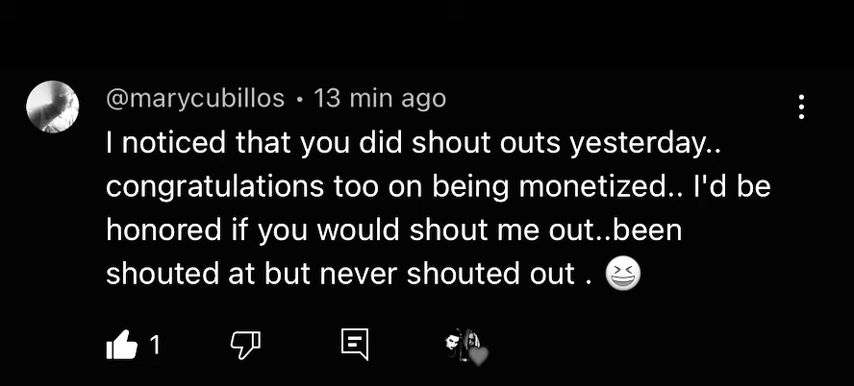 @marycubillos • 13 min ago
I noticed that you did shout outs yesterday..
congratulations too on being monetized.. I'd be
honored if you would shout me out..been
shouted at but never shouted out . 😆
1